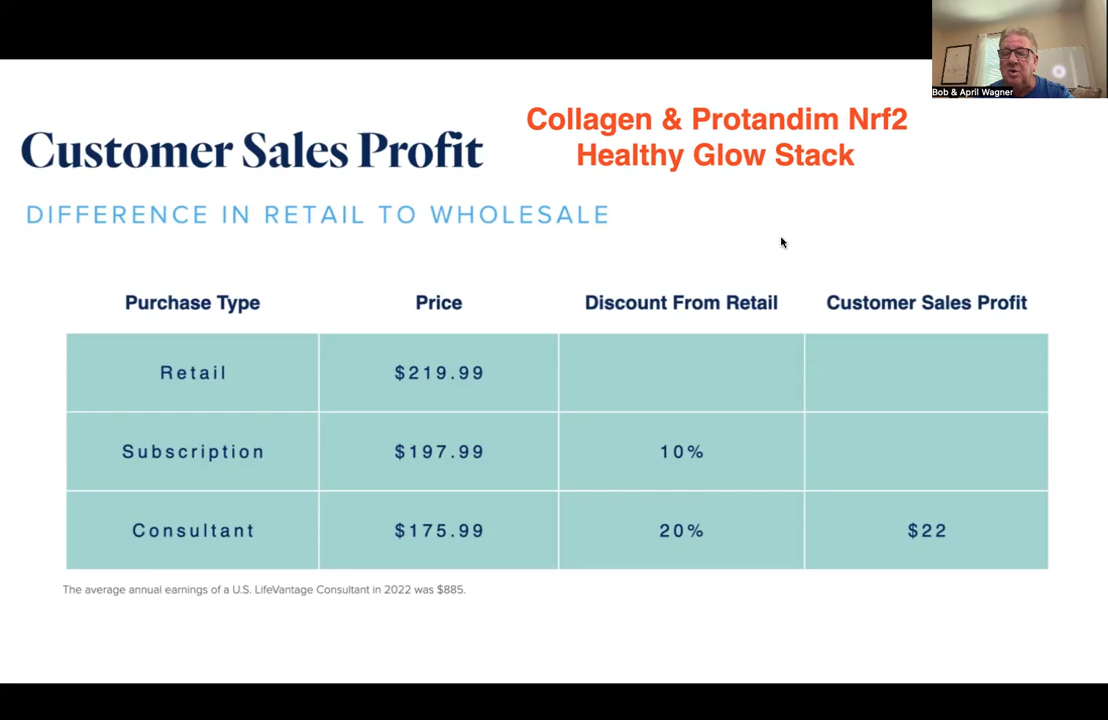 Bob & April Wagner
Collagen & Protandim Nrf2
Healthy Glow Stack
Customer Sales Profit
DIFFERENCE IN RETAIL TO WHOLESALE
Purchase Type Price Discount From Retail Customer Sales Profit
Retail $219.99
Subscription $197.99 10%
Consultant $175.99 20% $22
The average annual earnings of a U.S. LifeVantage Consultant in 2022 was $885.